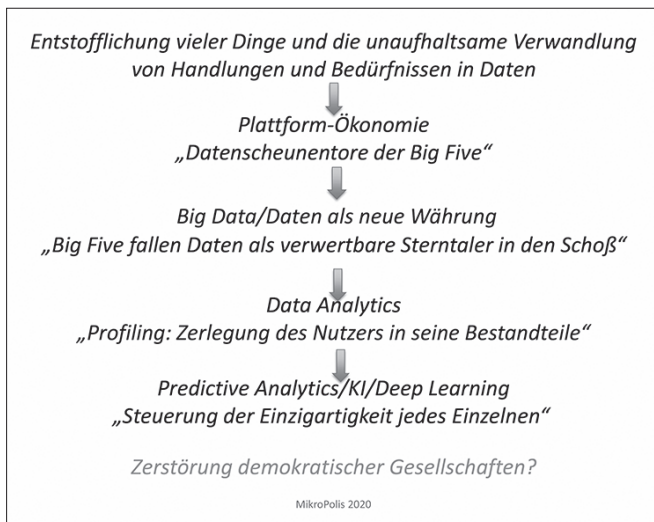 Entstofflichung vieler Dinge und die unaufhaltsame Verwandlung
von Handlungen und Bedürfnissen in Daten
Plattform-Ökonomie
„Datenscheunentore der Big Five“
Big Data/Daten als neue Währung
„Big Five fallen Daten als verwertbare Sterntaler in den Schoß“
Data Analytics
„Profiling: Zerlegung des Nutzers in seine Bestandteile“
Predictive Analytics/KI/Deep Learning
„Steuerung der Einzigartigkeit jedes Einzelnen“
Zerstörung demokratischer Gesellschaften?
MikroPolis 2020